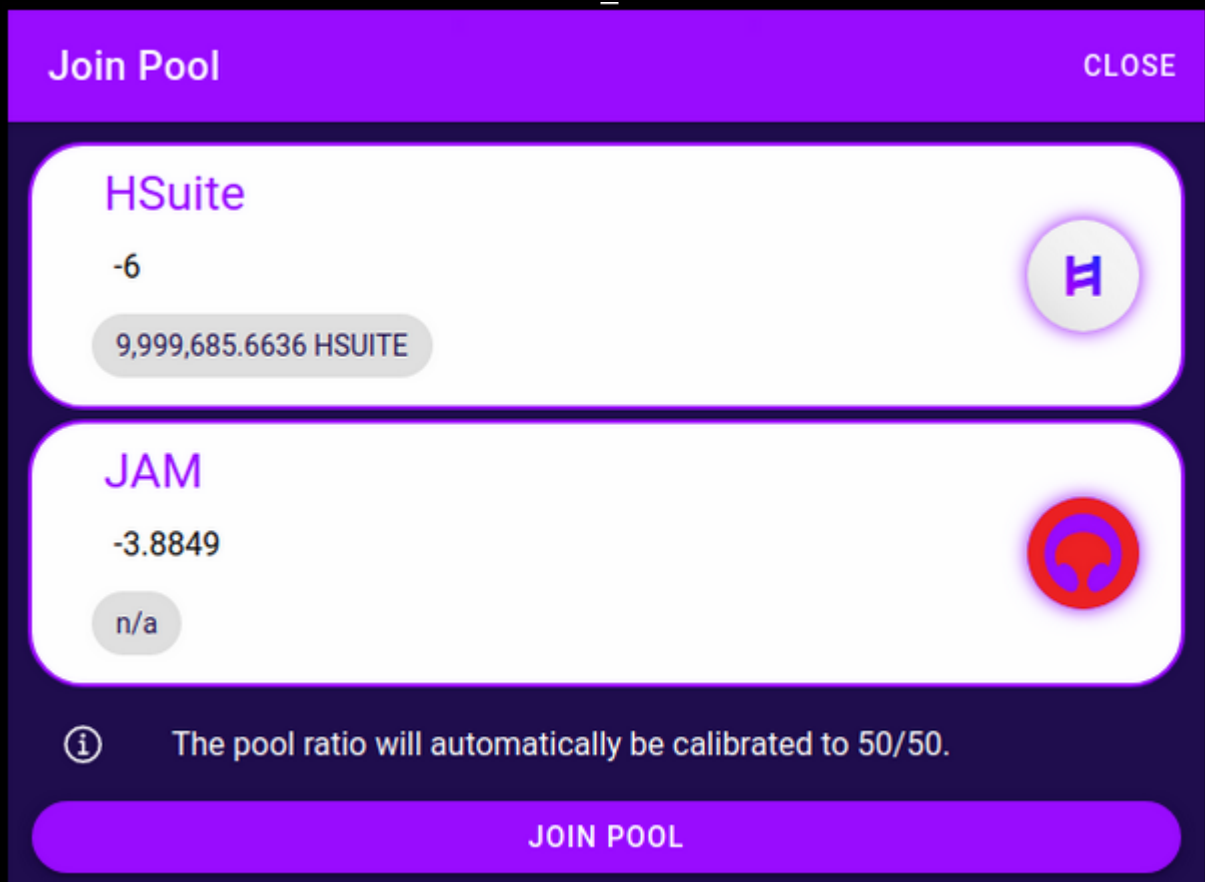 Join Pool
CLOSE
HSuite
-6
9,999,685.6636 HSUITE
JAM
-3.8849
n/a
The pool ratio will automatically be calibrated to 50/50.
JOIN POOL